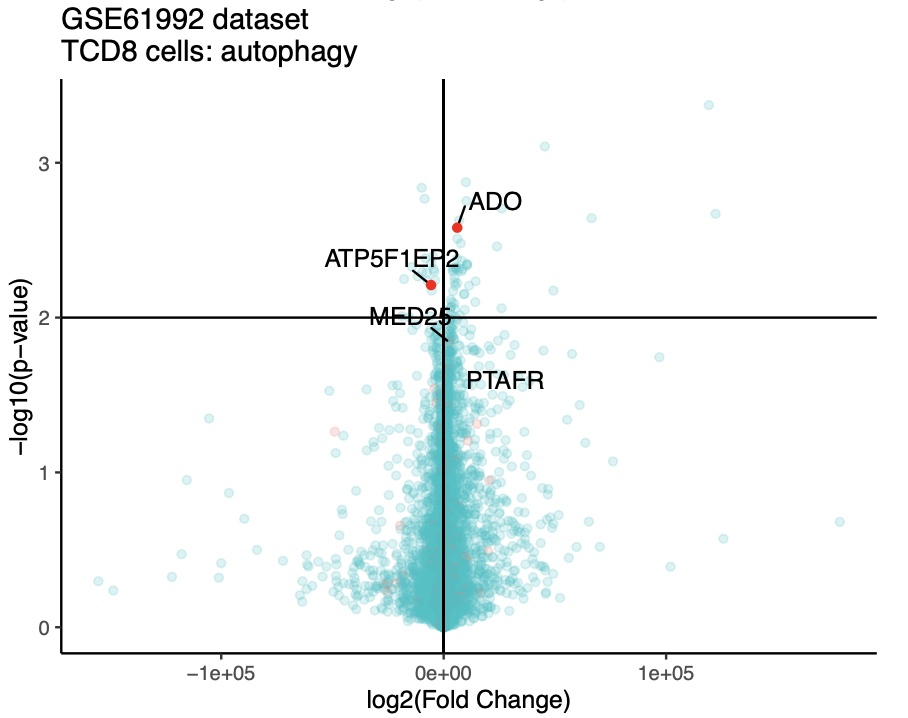 GSE61992 dataset
TCD8 cells: autophagy
3
ADO
ATP5F1EP2
2
MED25
PTAFR
1
0
−1e+05
0e+00
1e+05
log2(Fold Change)
−log10(p−value)